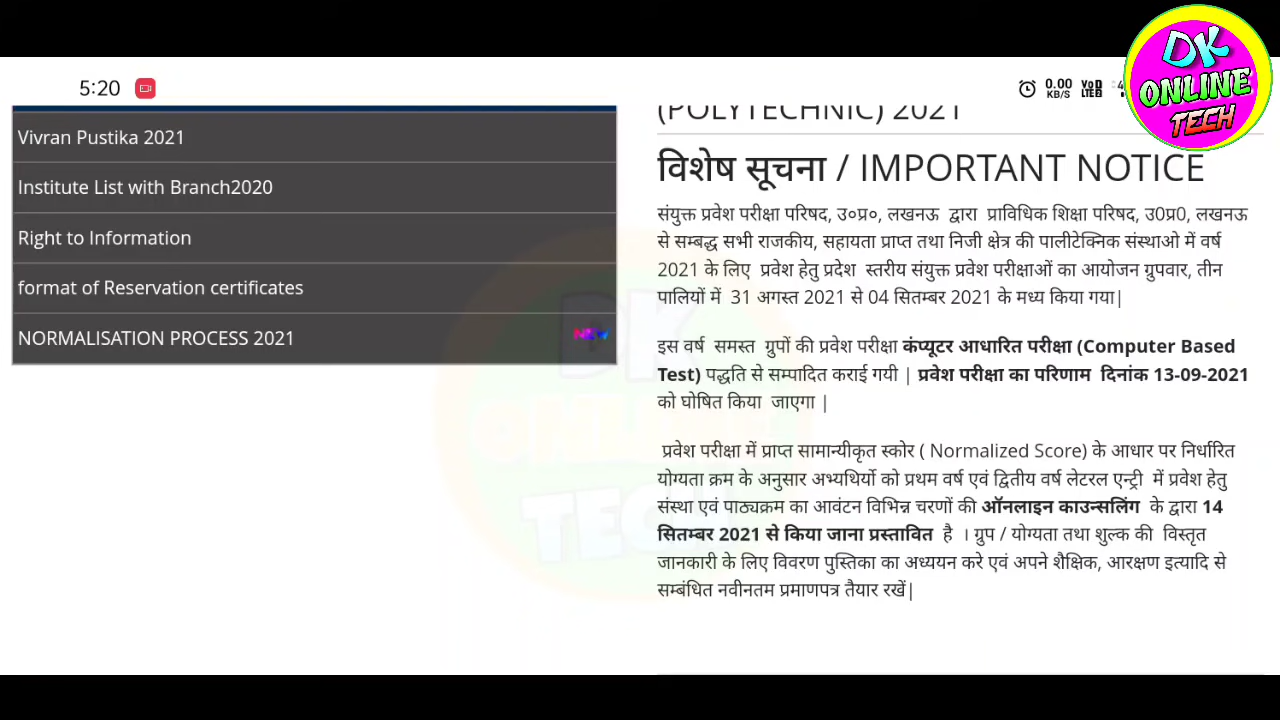 5:20
0.00
KB/S
DK
ONLINE
TECH
Vivran Pustika 2021
Institute List with Branch2020
Right to Information
format of Reservation certificates
NORMALISATION PROCESS 2021
NEW
(POLYTECHNIC) 2021
विशेष सूचना / IMPORTANT NOTICE
संयुक्त प्रवेश परीक्षा परिषद, उ०प्र०, लखनऊ द्वारा प्राविधिक शिक्षा परिषद, उ0प्र0, लखनऊ
से सम्बद्ध सभी राजकीय, सहायता प्राप्त तथा निजी क्षेत्र की पालीटेक्निक संस्थाओ में वर्ष
2021 के लिए प्रवेश हेतु प्रदेश स्तरीय संयुक्त प्रवेश परीक्षाओं का आयोजन ग्रुपवार, तीन
पालियों में 31 अगस्त 2021 से 04 सितम्बर 2021 के मध्य किया गया|
इस वर्ष समस्त ग्रुपों की प्रवेश परीक्षा कंप्यूटर आधारित परीक्षा (Computer Based
Test) पद्धति से सम्पादित कराई गयी | प्रवेश परीक्षा का परिणाम दिनांक 13-09-2021
को घोषित किया जाएगा |
प्रवेश परीक्षा में प्राप्त सामान्यीकृत स्कोर ( Normalized Score) के आधार पर निर्धारित
योग्यता क्रम के अनुसार अभ्यथिर्यो को प्रथम वर्ष एवं द्वितीय वर्ष लेटरल एन्ट्री में प्रवेश हेतु
संस्था एवं पाठ्यक्रम का आवंटन विभिन्न चरणों की ऑनलाइन काउन्सलिंग के द्वारा 14
सितम्बर 2021 से किया जाना प्रस्तावित है । ग्रुप / योग्यता तथा शुल्क की विस्तृत
जानकारी के लिए विवरण पुस्तिका का अध्ययन करे एवं अपने शैक्षिक, आरक्षण इत्यादि से
सम्बंधित नवीनतम प्रमाणपत्र तैयार रखें|
DK
ONLINE
TECH